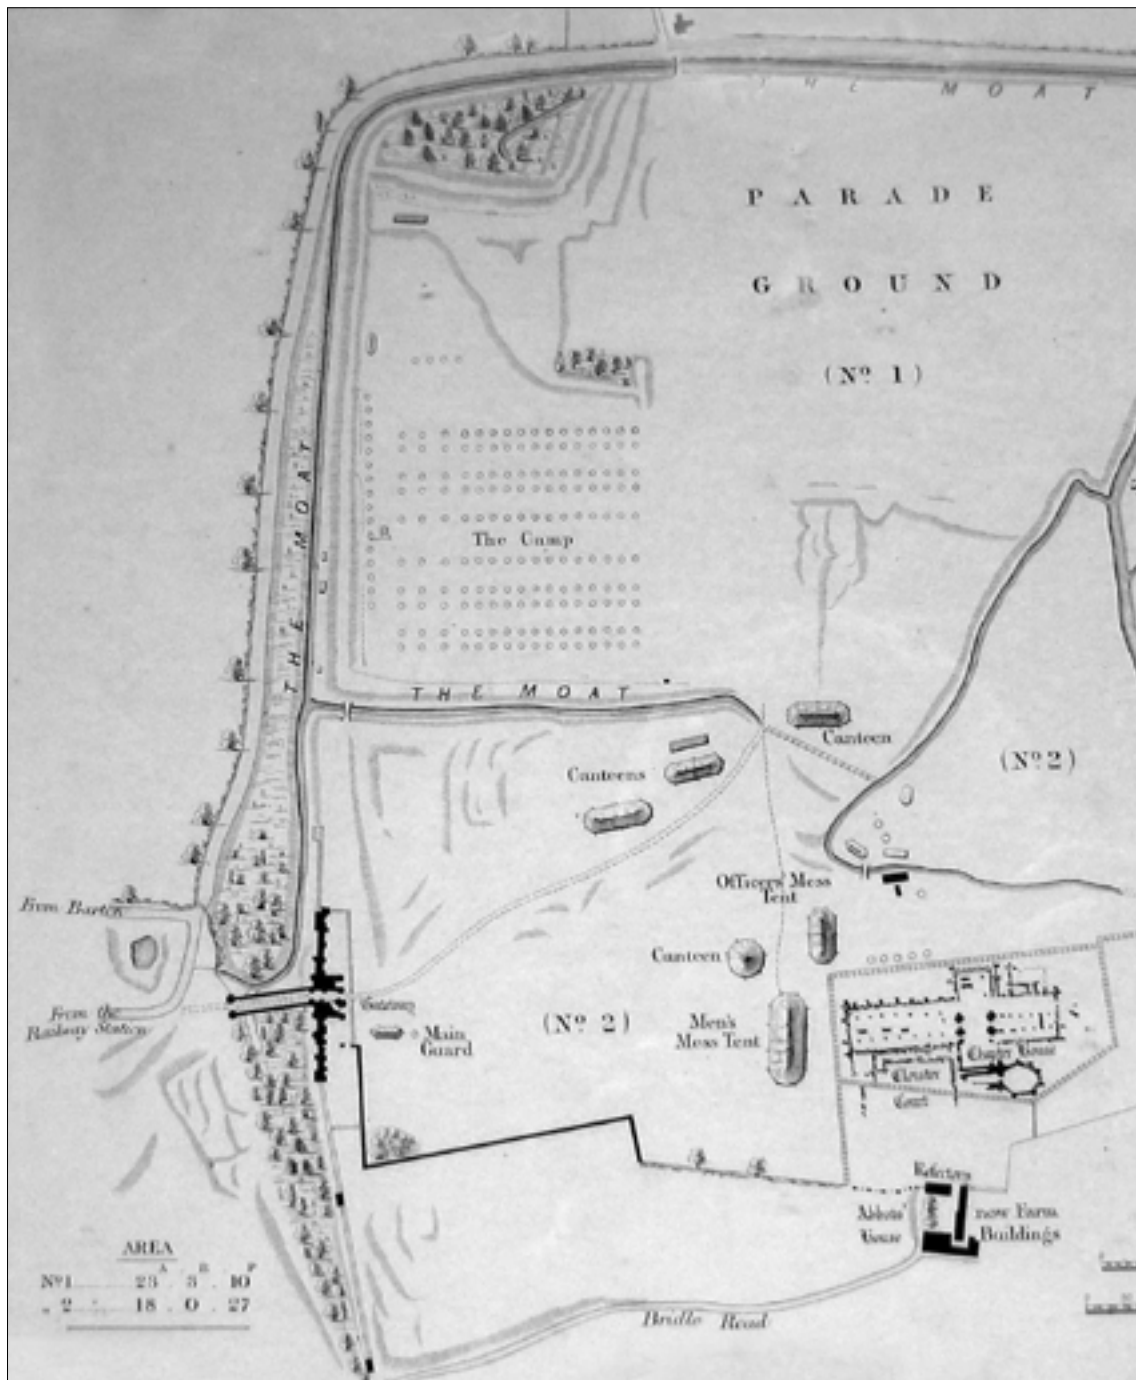 THE MOAT
PARADE
GROUND
(Nº 1)
THE MOAT
The Camp
THE MOAT
Canteen
Canteens
(Nº 2)
Officers' Mess
Tent
From Barton
Canteen
From the
Railway Station
Gateway
(Nº 2)
Main
Guard
Men's
Mess Tent
Chapter House
Cloister
Court
Refectory
Abbots'
House
now Farm
Buildings
AREA
A R P
Nº 1 23 . 3 . 10
" 2 18 . 0 . 27
Bridle Road